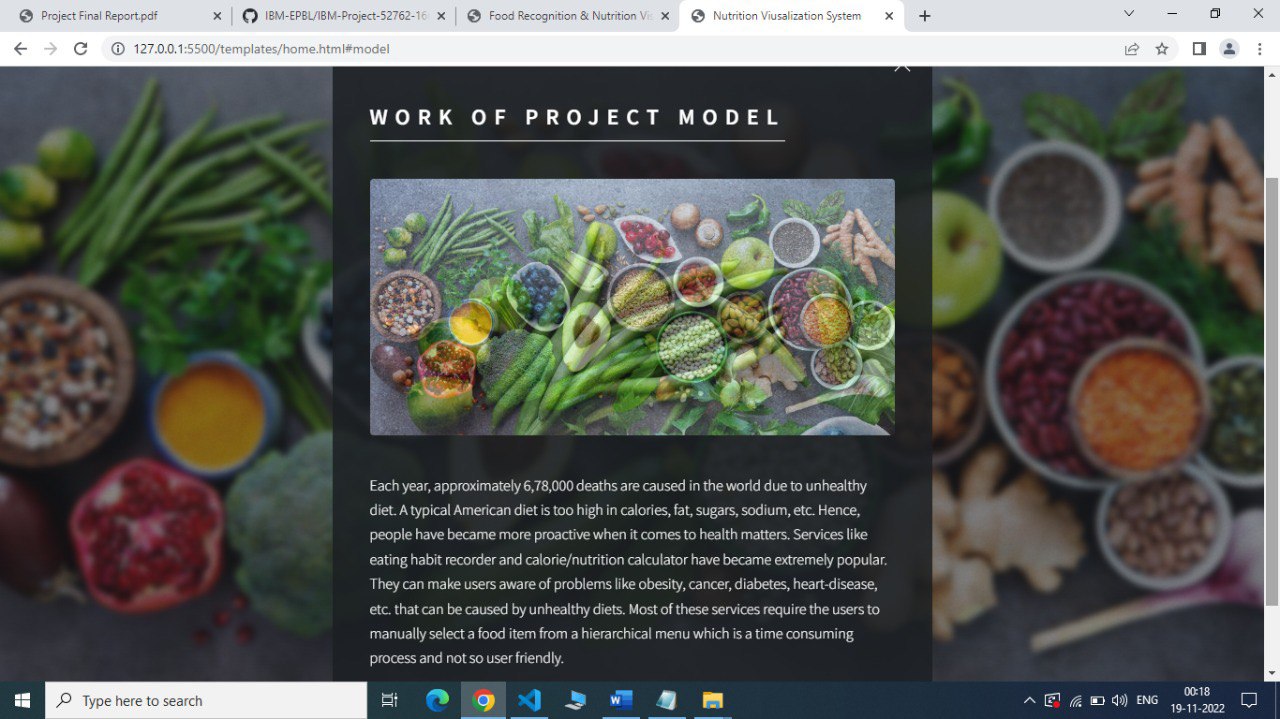 Project Final Report.pdf
IBM-EPBL/IBM-Project-52762-16
Food Recognition & Nutrition Vis
Nutrition Viusalization System
127.0.0.1:5500/templates/home.html#model
WORK OF PROJECT MODEL
Each year, approximately 6,78,000 deaths are caused in the world due to unhealthy
diet. A typical American diet is too high in calories, fat, sugars, sodium, etc. Hence,
people have became more proactive when it comes to health matters. Services like
eating habit recorder and calorie/nutrition calculator have became extremely popular.
They can make users aware of problems like obesity, cancer, diabetes, heart-disease,
etc. that can be caused by unhealthy diets. Most of these services require the users to
manually select a food item from a hierarchical menu which is a time consuming
process and not so user friendly.
Type here to search
ENG
00:18
19-11-2022